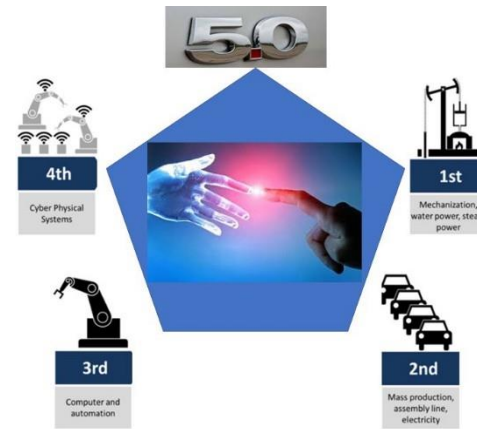 5.0
4th
Cyber Physical
Systems
1st
Mechanization,
water power, steam
power
3rd
Computer and
automation
2nd
Mass production,
assembly line,
electricity